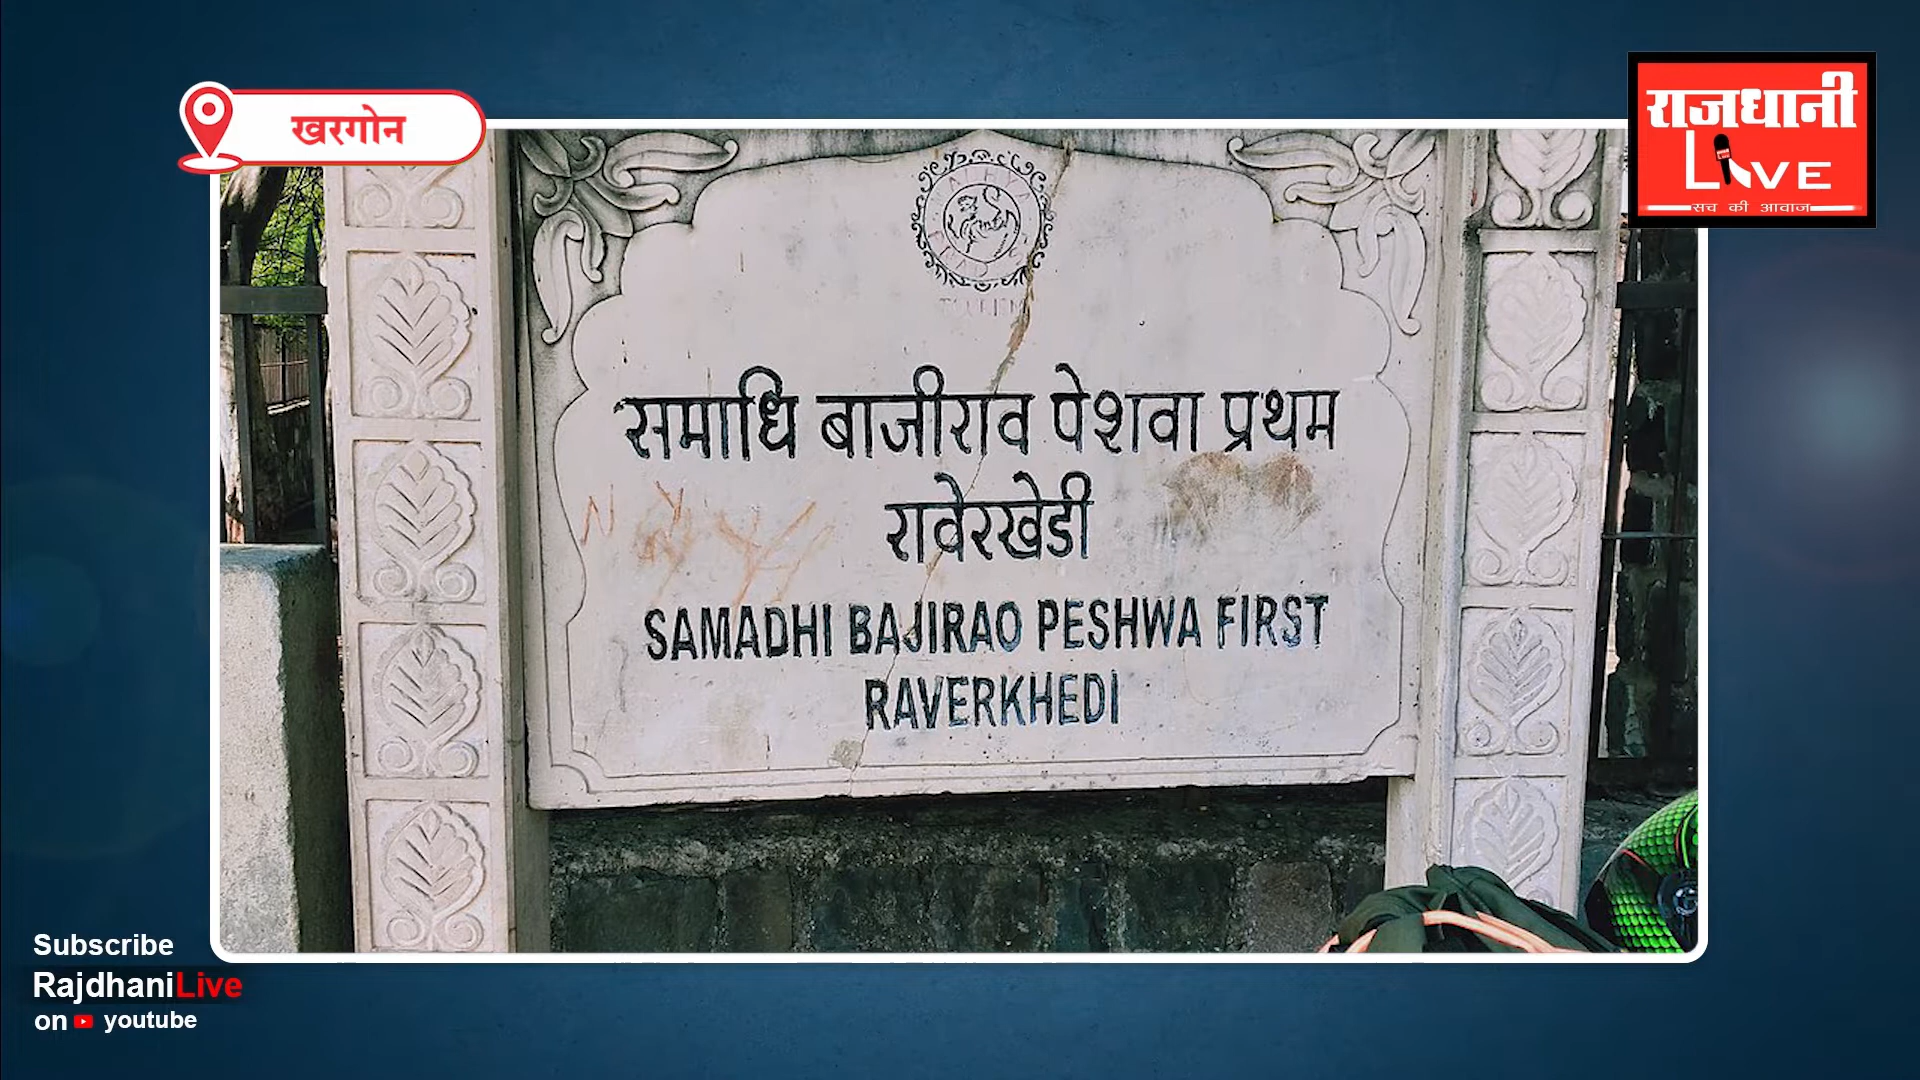 खरगोन
राजधानी
LIVE
सच की आवाज
समाधि बाजीराव पेशवा प्रथम
रावेरखेडी
SAMADHI BAJIRAO PESHWA FIRST
RAVERKHEDI
Subscribe
RajdhaniLive
on youtube